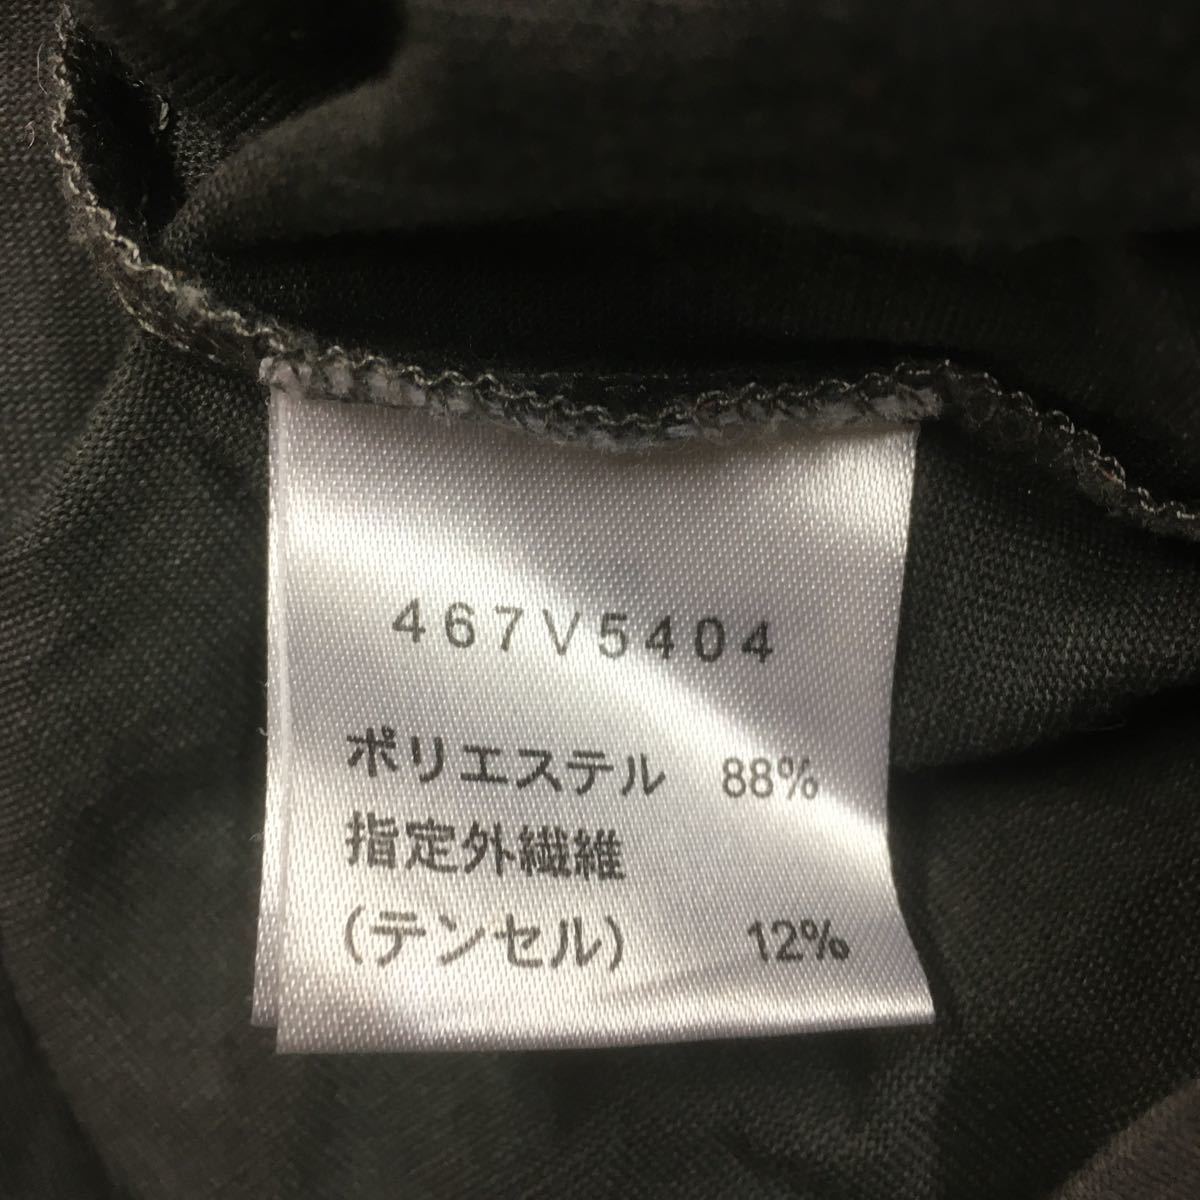 467V5404
ポリエステル 88%
指定外繊維
(テンセル) 12%